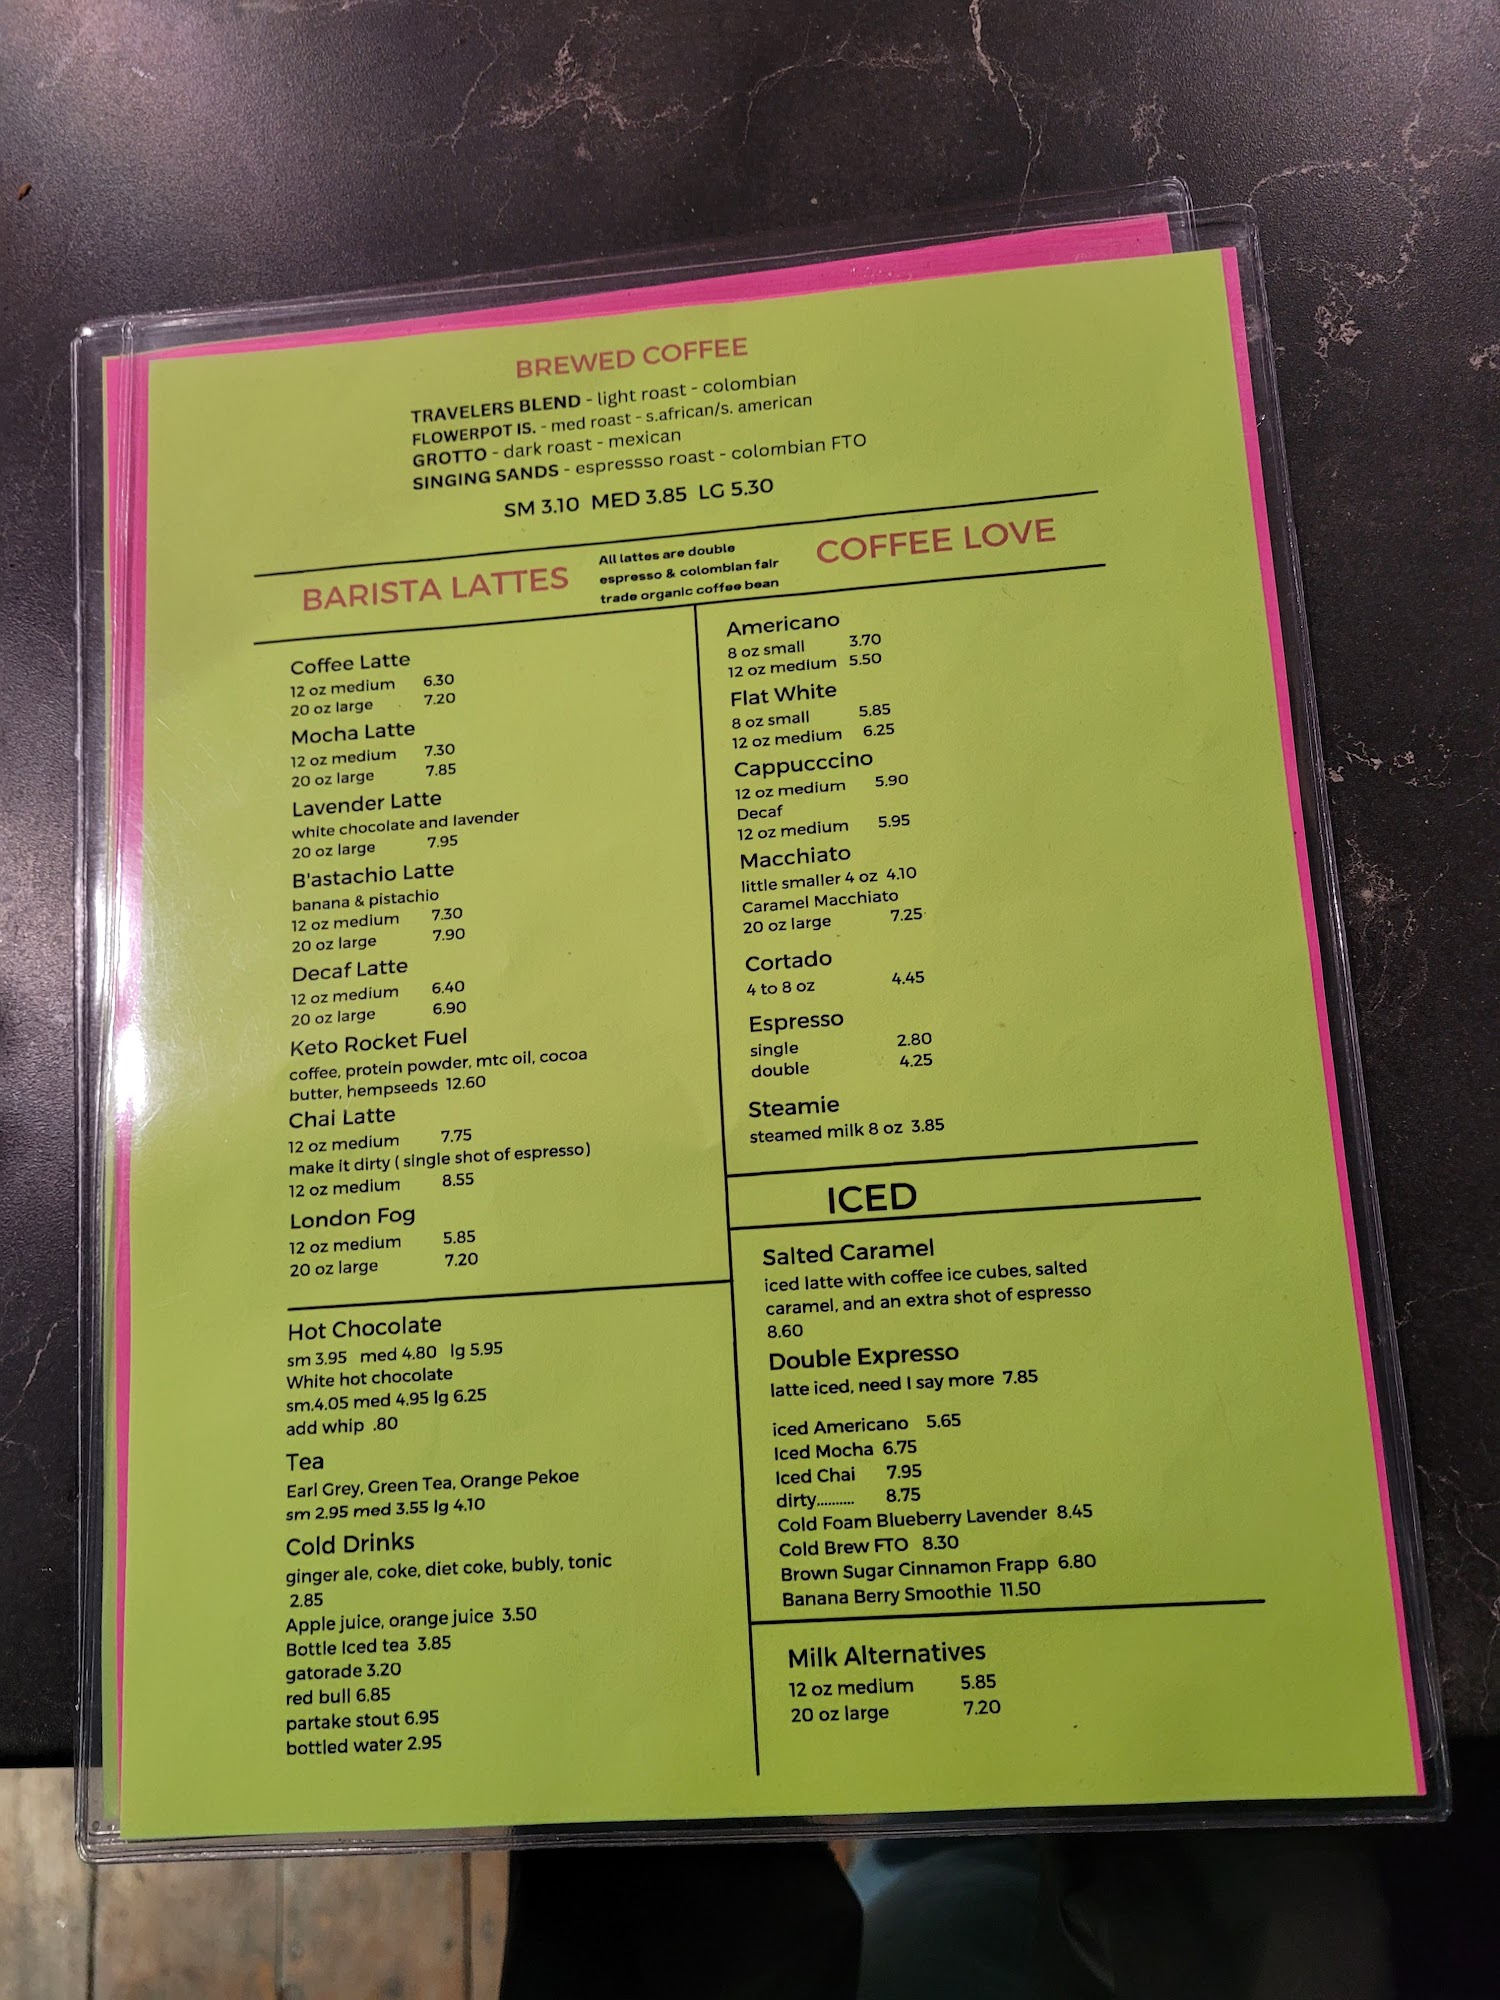 BREWED COFFEE
TRAVELERS BLEND - light roast - colombian
FLOWERPOT IS. - med roast - s.african/s. american
GROTTO - dark roast - mexican
SINGING SANDS - espressso roast - colombian FTO
SM 3.10 MED 3.85 LG 5.30
BARISTA LATTES
All lattes are double
espresso & colombian fair
trade organic coffee bean
Coffee Latte
12 oz medium 6.30
20 oz large 7.20
Mocha Latte
12 oz medium 7.30
20 oz large 7.85
Lavender Latte
white chocolate and lavender
20 oz large 7.95
B'astachio Latte
banana & pistachio
12 oz medium 7.30
20 oz large 7.90
Decaf Latte
12 oz medium 6.40
20 oz large 6.90
Keto Rocket Fuel
coffee, protein powder, mtc oil, cocoa
butter, hempseeds 12.60
Chai Latte
12 oz medium 7.75
make it dirty ( single shot of espresso)
12 oz medium 8.55
London Fog
12 oz medium 5.85
20 oz large 7.20
Hot Chocolate
sm 3.95 med 4.80 lg 5.95
White hot chocolate
sm.4.05 med 4.95 lg 6.25
add whip .80
Tea
Earl Grey, Green Tea, Orange Pekoe
sm 2.95 med 3.55 lg 4.10
Cold Drinks
ginger ale, coke, diet coke, bubly, tonic
2.85
Apple juice, orange juice 3.50
Bottle Iced tea 3.85
gatorade 3.20
red bull 6.85
partake stout 6.95
bottled water 2.95
COFFEE LOVE
Americano
8 oz small 3.70
12 oz medium 5.50
Flat White
8 oz small 5.85
12 oz medium 6.25
Cappucccino
12 oz medium 5.90
Decaf
12 oz medium 5.95
Macchiato
little smaller 4 oz 4.10
Caramel Macchiato
20 oz large 7.25
Cortado
4 to 8 oz 4.45
Espresso
single 2.80
double 4.25
Steamie
steamed milk 8 oz 3.85
ICED
Salted Caramel
iced latte with coffee ice cubes, salted
caramel, and an extra shot of espresso
8.60
Double Expresso
latte iced, need I say more 7.85
iced Americano 5.65
Iced Mocha 6.75
Iced Chai 7.95
dirty.......... 8.75
Cold Foam Blueberry Lavender 8.45
Cold Brew FTO 8.30
Brown Sugar Cinnamon Frapp 6.80
Banana Berry Smoothie 11.50
Milk Alternatives
12 oz medium 5.85
20 oz large 7.20